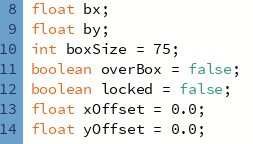 8 float bx;
9 float by;
10 int boxSize = 75;
11 boolean overBox = false;
12 boolean locked = false;
13 float xOffset = 0.0;
14 float yOffset = 0.0;